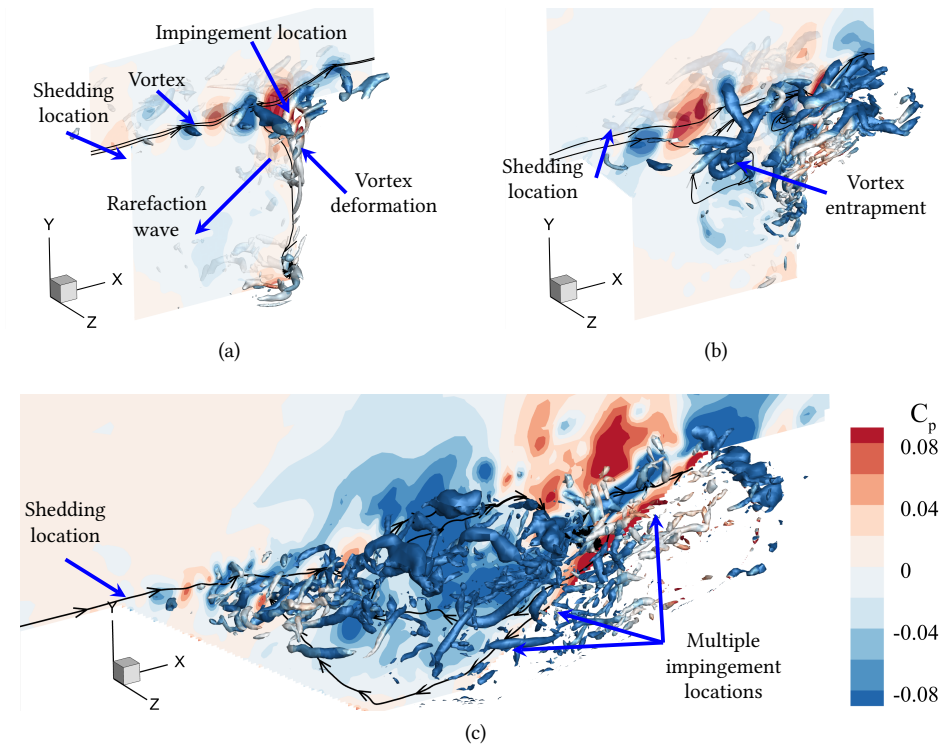 Impingement location
Vortex
Shedding
location
Rarefaction
wave
Vortex
deformation
Y
X
Z
(a)
Shedding
location
Vortex
entrapment
Y
X
Z
(b)
Shedding
location
Y
X
Z
Multiple
impingement
locations
Cp
0.08
0.04
0
-0.04
-0.08
(c)